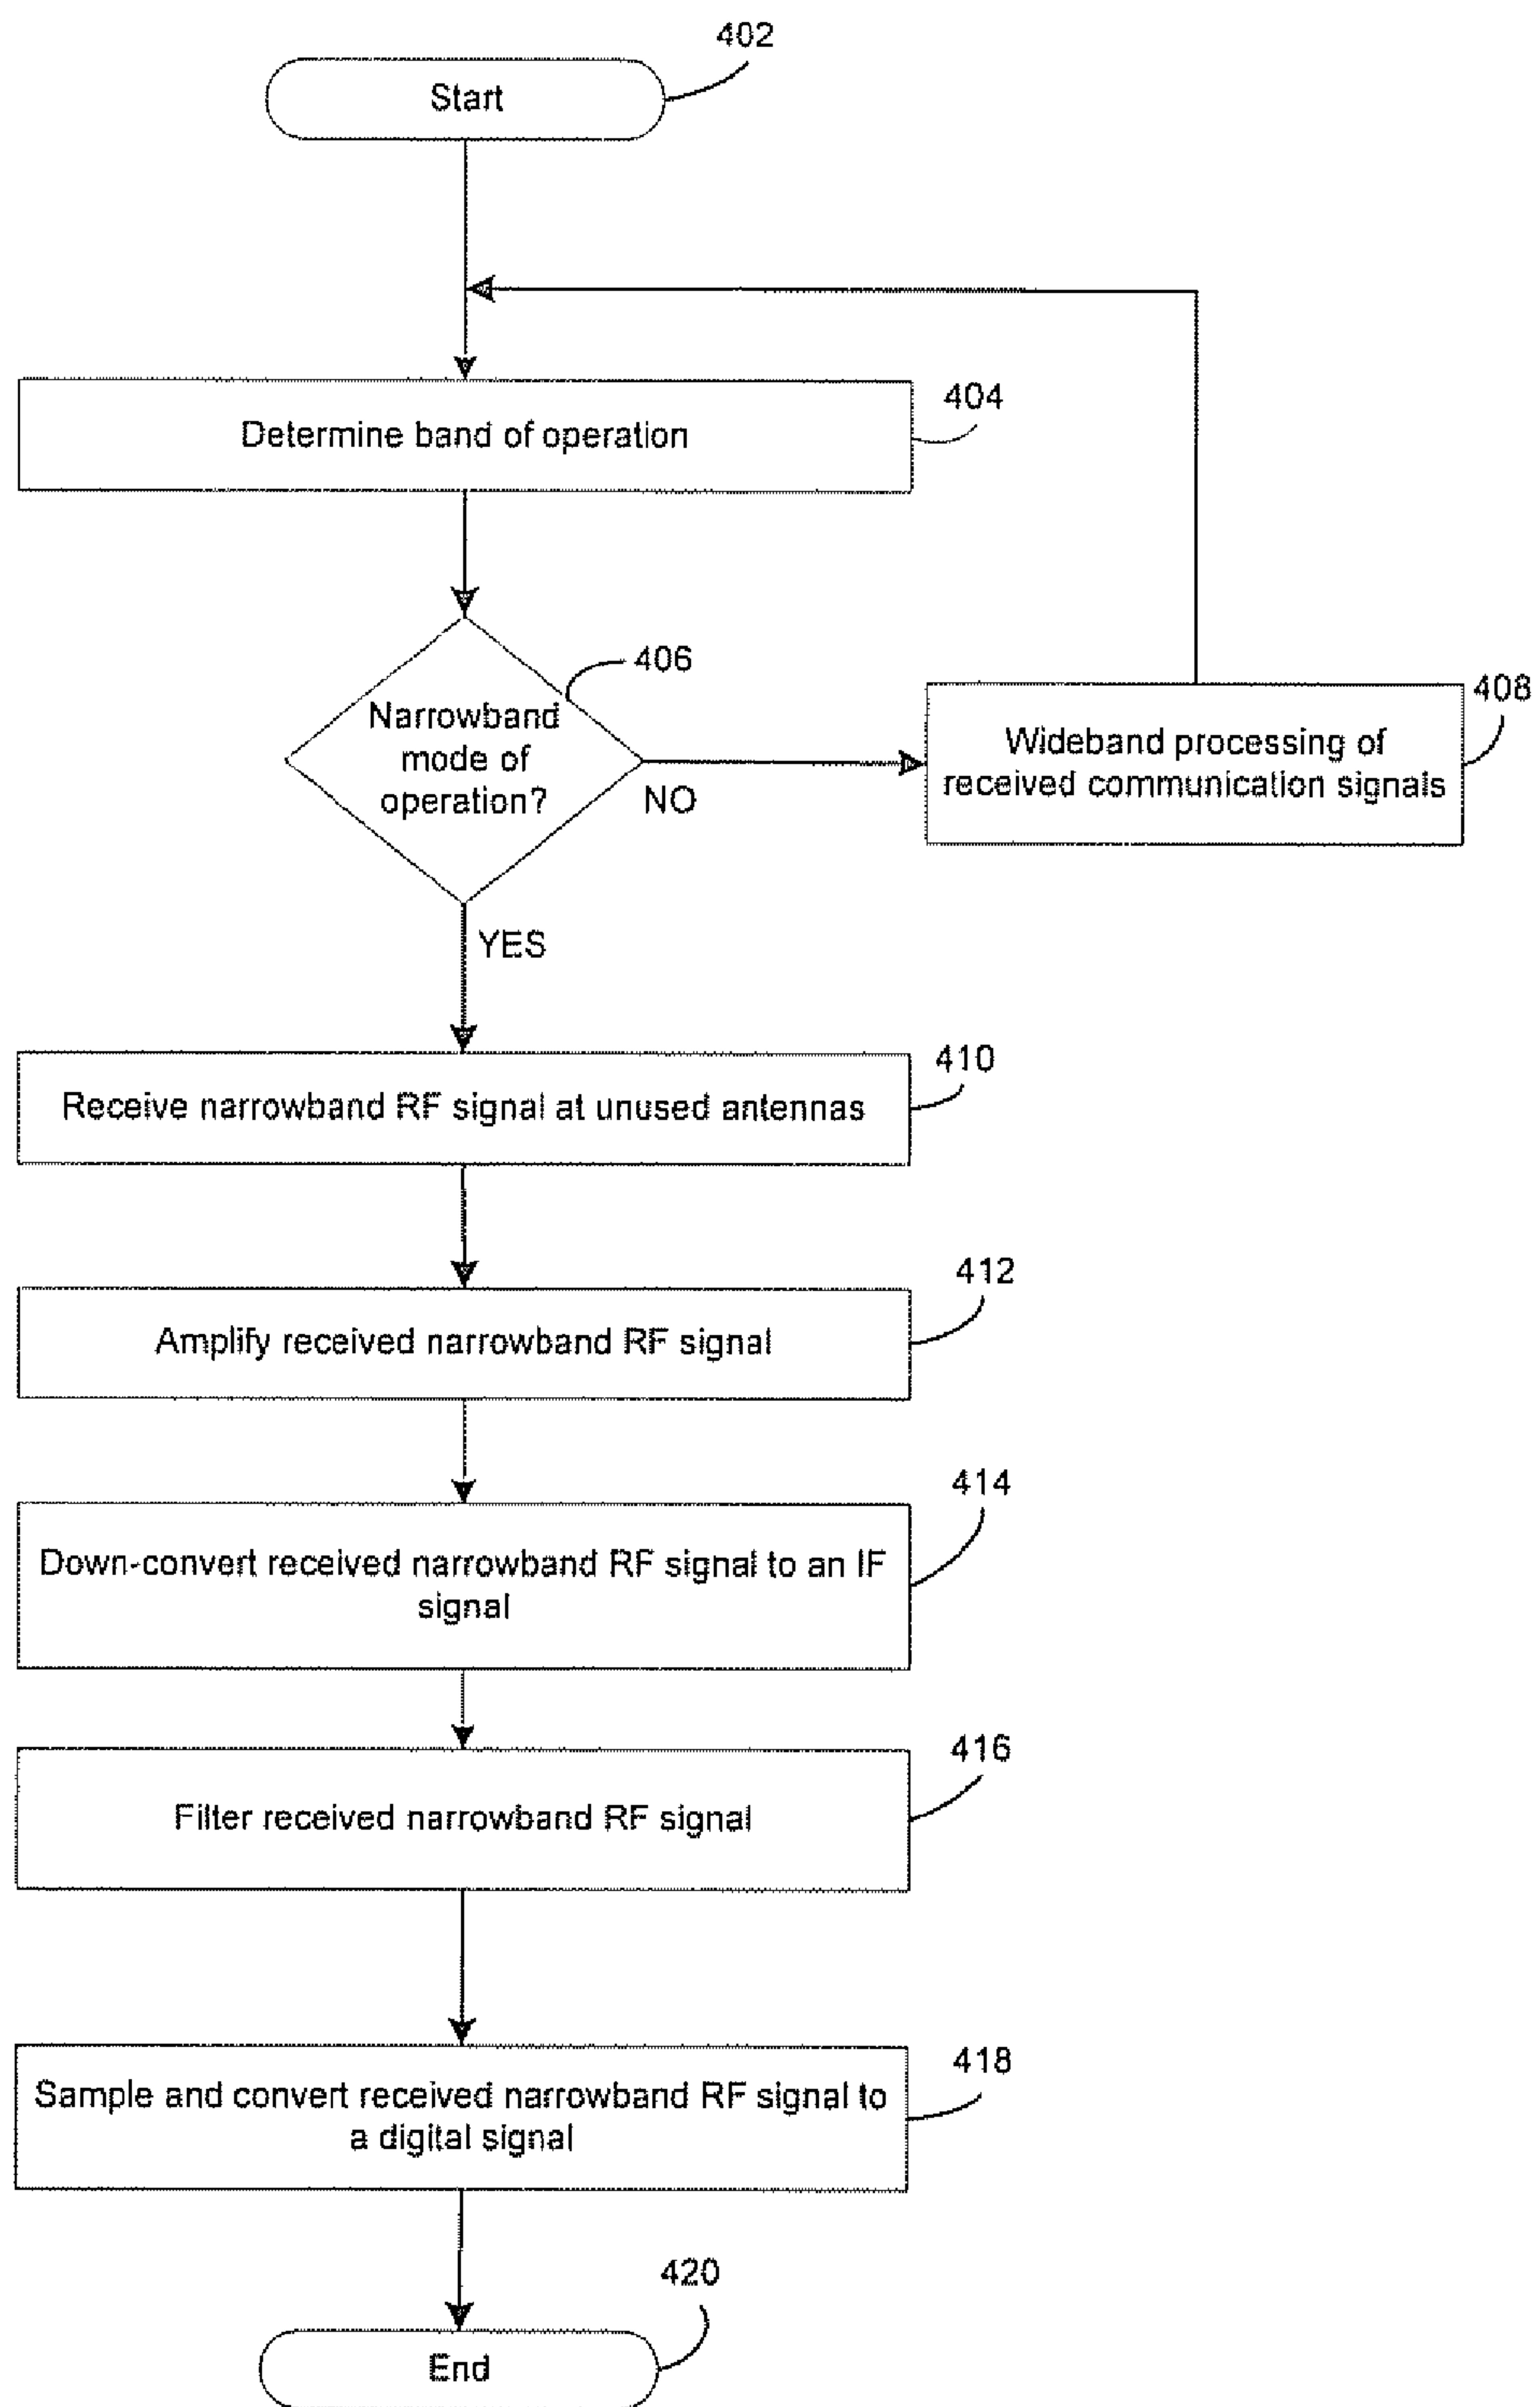 402
Start
Determine band of operation
404
406
Narrowband
mode of
operation?
NO
408
Wideband processing of
received communication signals
YES
410
Receive narrowband RF signal at unused antennas
412
Amplify received narrowband RF signal
414
Down-convert received narrowband RF signal to an IF
signal
416
Filter received narrowband RF signal
418
Sample and convert received narrowband RF signal to
a digital signal
420
End